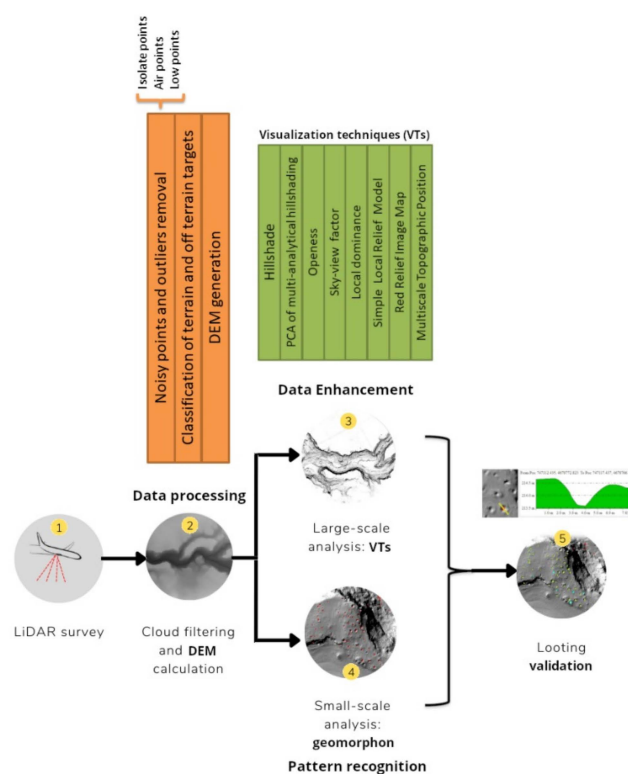 Isolate points
Air points
Low points
Noisy points and outliers removal
Classification of terrain and off terrain targets
DEM generation
Visualization techniques (VTs)
Hillshade
PCA of multi-analytical hillshading
Openess
Sky-view factor
Local dominance
Simple Local Relief Model
Red Relief Image Map
Multiscale Topographic Position
Data Enhancement
3
Large-scale
analysis: VTs
Data processing
1
LiDAR survey
2
Cloud filtering
and DEM
calculation
4
Small-scale
analysis:
geomorphon
Pattern recognition
5
Looting
validation